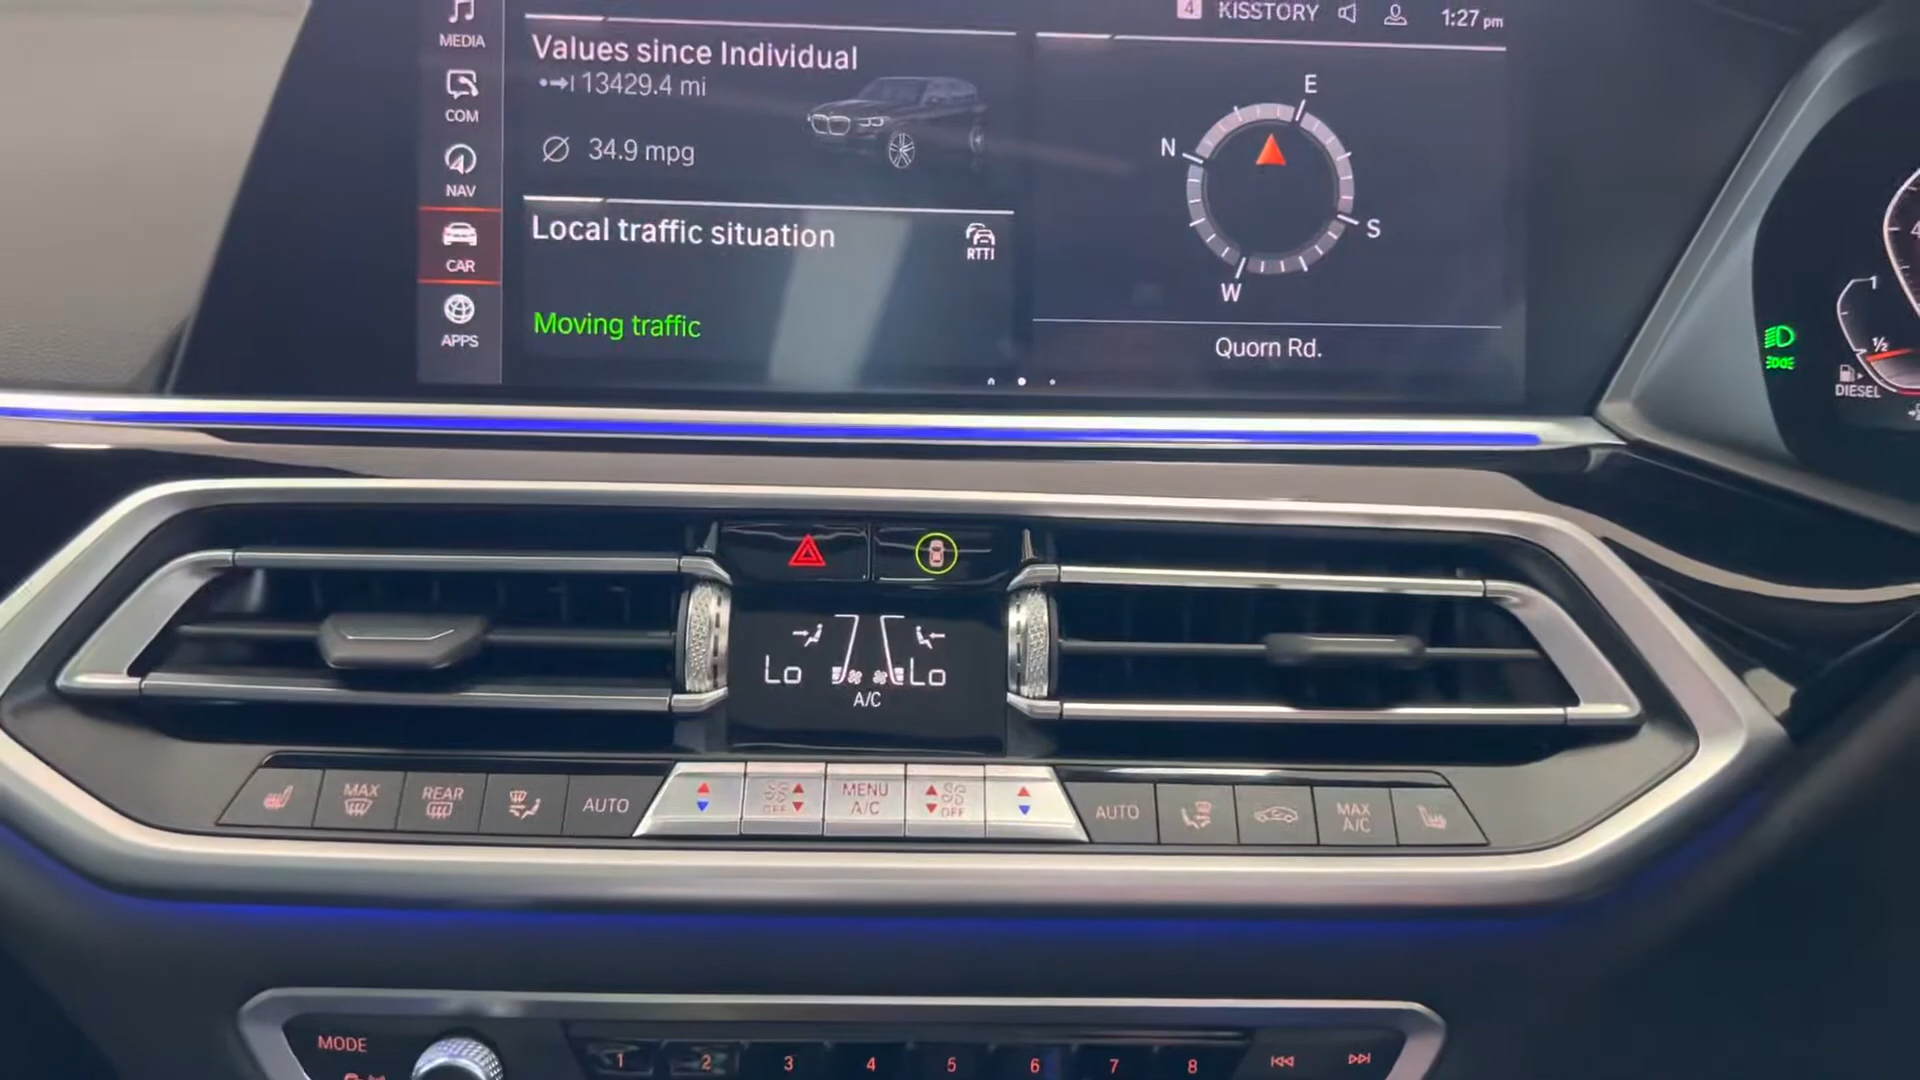 4 KISSTORY 1:27 pm
MEDIA
COM
NAV
CAR
APPS
Values since Individual
13429.4 mi
34.9 mpg
Local traffic situation
RTTI
Moving traffic
E
N
S
W
Quorn Rd.
4
1
1/2
DIESEL
Lo Lo
A/C
MAX
REAR
AUTO
OFF
MENU
A/C
OFF
AUTO
MAX
A/C
MODE
1 2 3 4 5 6 7 8